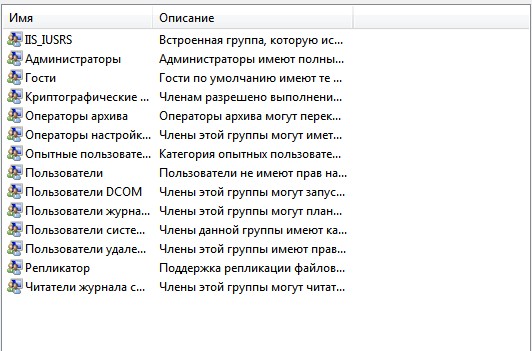 Имя Описание
IIS_IUSRS Встроенная группа, которую ис...
Администраторы Администраторы имеют полны...
Гости Гости по умолчанию имеют те ...
Криптографические ... Членам разрешено выполнени...
Операторы архива Операторы архива могут перек...
Операторы настройк... Члены этой группы могут имет...
Опытные пользовате... Категория опытных пользовате...
Пользователи Пользователи не имеют прав на...
Пользователи DCOM Члены этой группы могут запус...
Пользователи журна... Члены этой группы могут план...
Пользователи систе... Члены данной группы имеют ка...
Пользователи удале... Члены этой группы имеют прав...
Репликатор Поддержка репликации файлов...
Читатели журнала с... Члены этой группы могут читат...